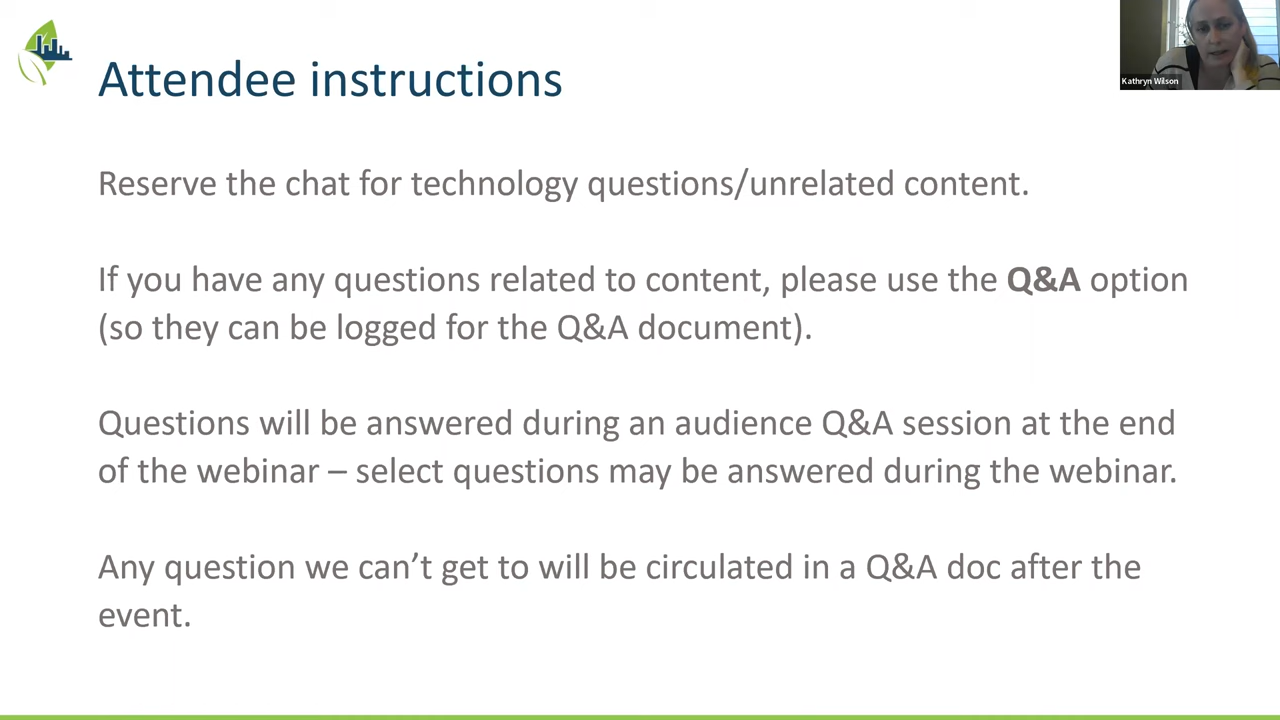 Attendee instructions
Kathryn Wilson
Reserve the chat for technology questions/unrelated content.
If you have any questions related to content, please use the Q&A option
(so they can be logged for the Q&A document).
Questions will be answered during an audience Q&A session at the end
of the webinar – select questions may be answered during the webinar.
Any question we can’t get to will be circulated in a Q&A doc after the
event.